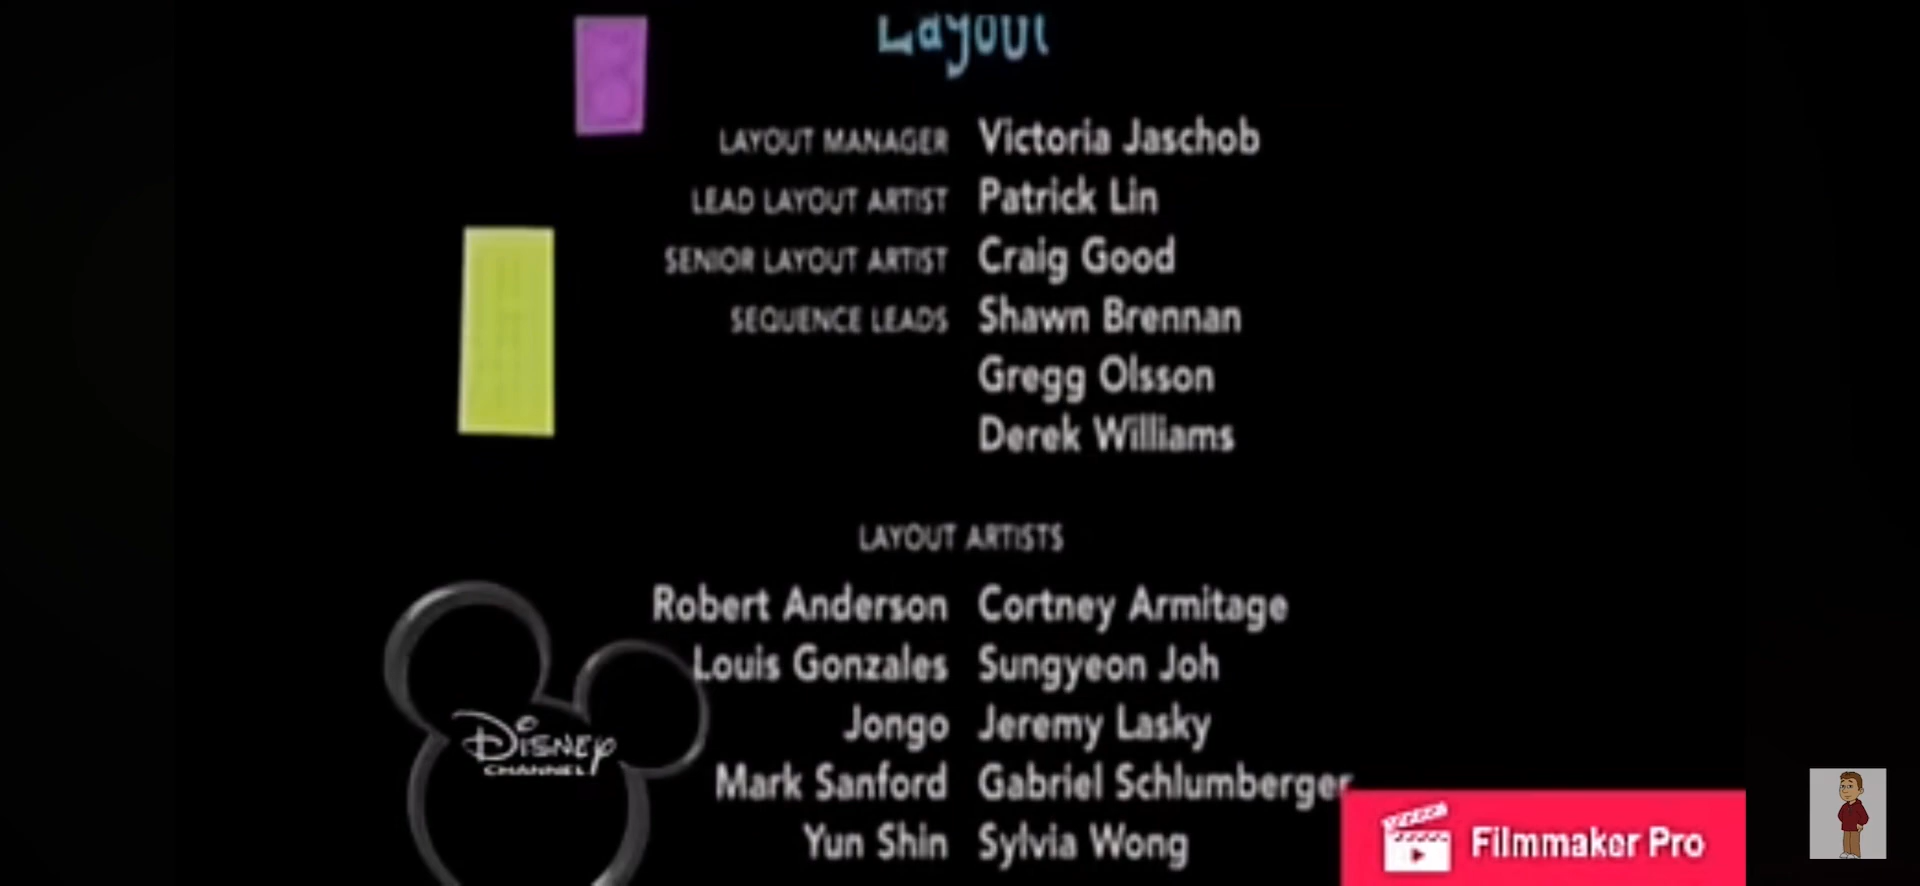 Layout
LAYOUT MANAGER Victoria Jaschob
LEAD LAYOUT ARTIST Patrick Lin
SENIOR LAYOUT ARTIST Craig Good
SEQUENCE LEADS Shawn Brennan
Gregg Olsson
Derek Williams
LAYOUT ARTISTS
Robert Anderson Cortney Armitage
Louis Gonzales Sungyeon Joh
Jongo Jeremy Lasky
Mark Sanford Gabriel Schlumberger
Yun Shin Sylvia Wong
DISNEY
CHANNEL
Filmmaker Pro